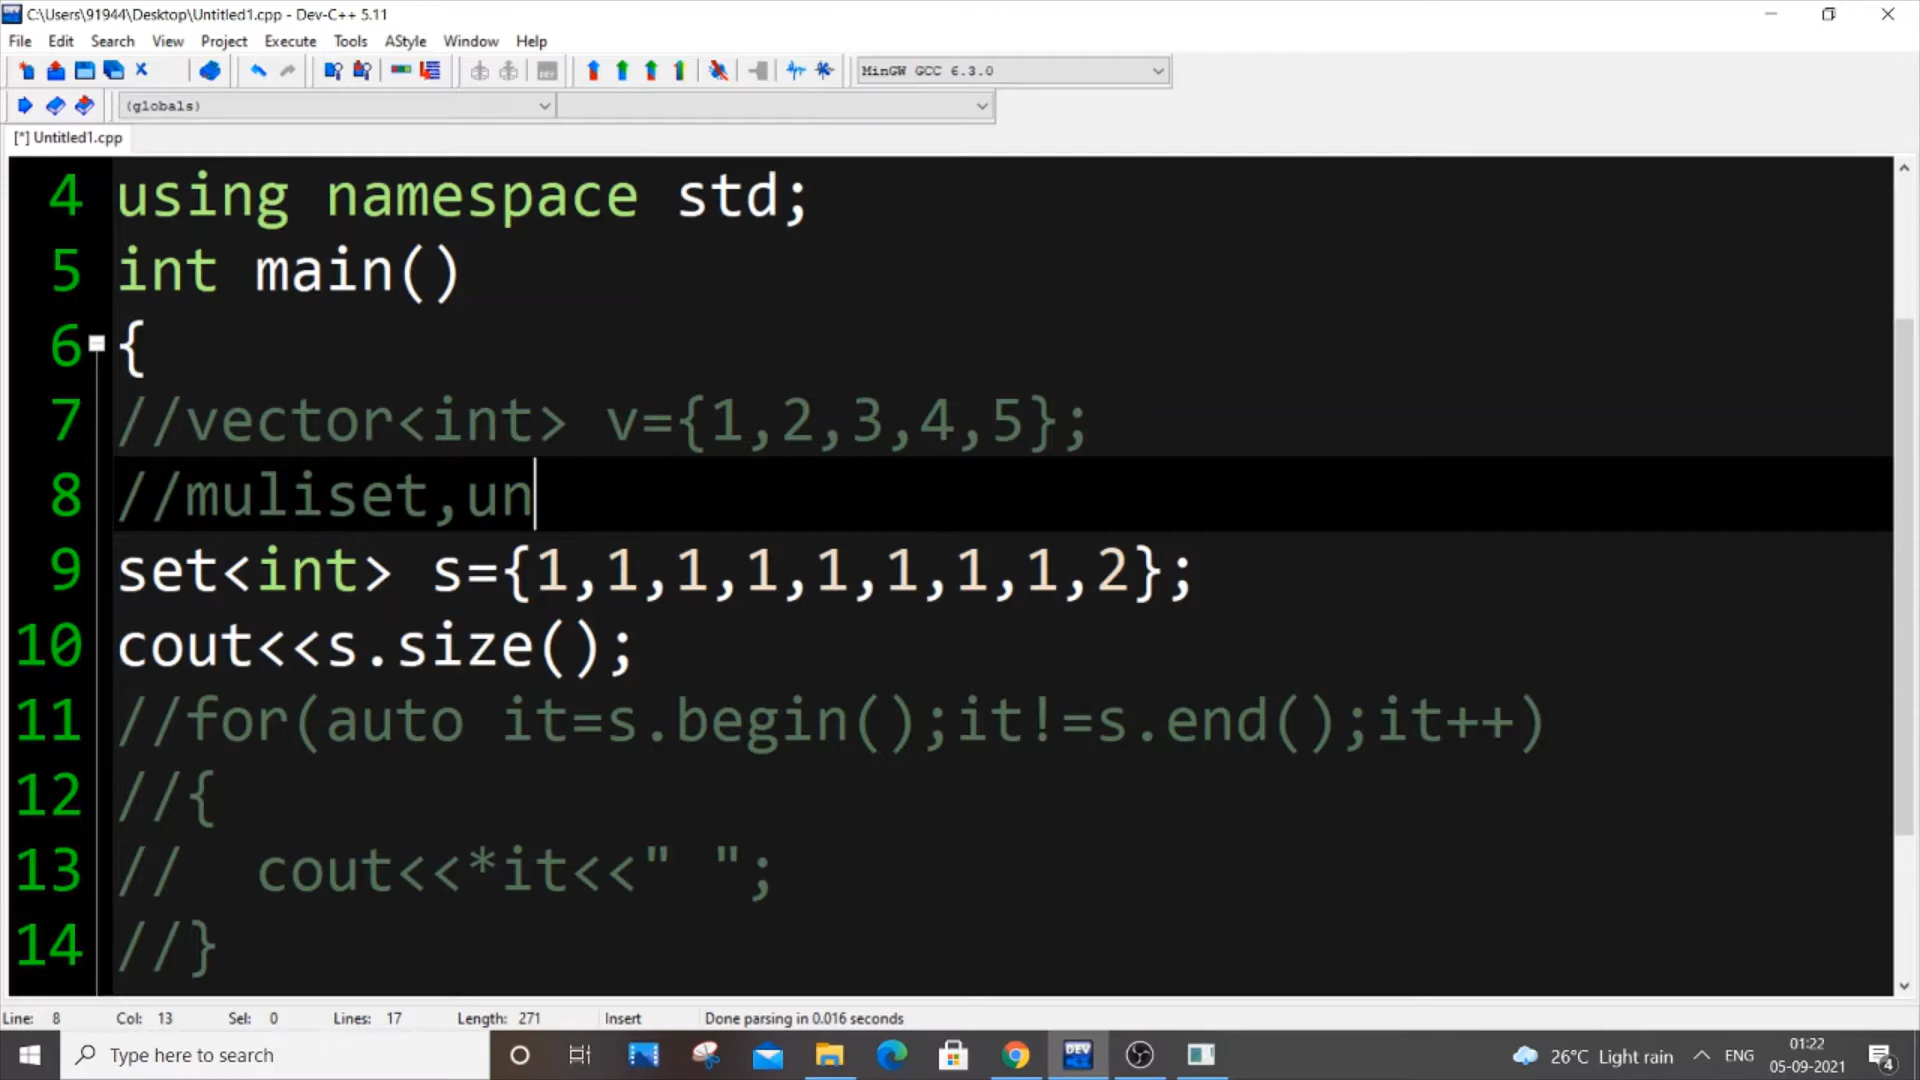 C:\Users\91944\Desktop\Untitled1.cpp - Dev-C++ 5.11
File Edit Search View Project Execute Tools AStyle Window Help
MinGW GCC 6.3.0
(globals)
[*] Untitled1.cpp
4 using namespace std;
5 int main()
6 {
7 //vector<int> v={1,2,3,4,5};
8 //muliset,un
9 set<int> s={1,1,1,1,1,1,1,1,2};
10 cout<<s.size();
11 //for(auto it=s.begin();it!=s.end();it++)
12 //{
13 //  cout<<*it<<" ";
14 //}
Line: 8 Col: 13 Sel: 0 Lines: 17 Length: 271 Insert Done parsing in 0.016 seconds
Type here to search
DEV
26°C Light rain
ENG
01:22
05-09-2021
4